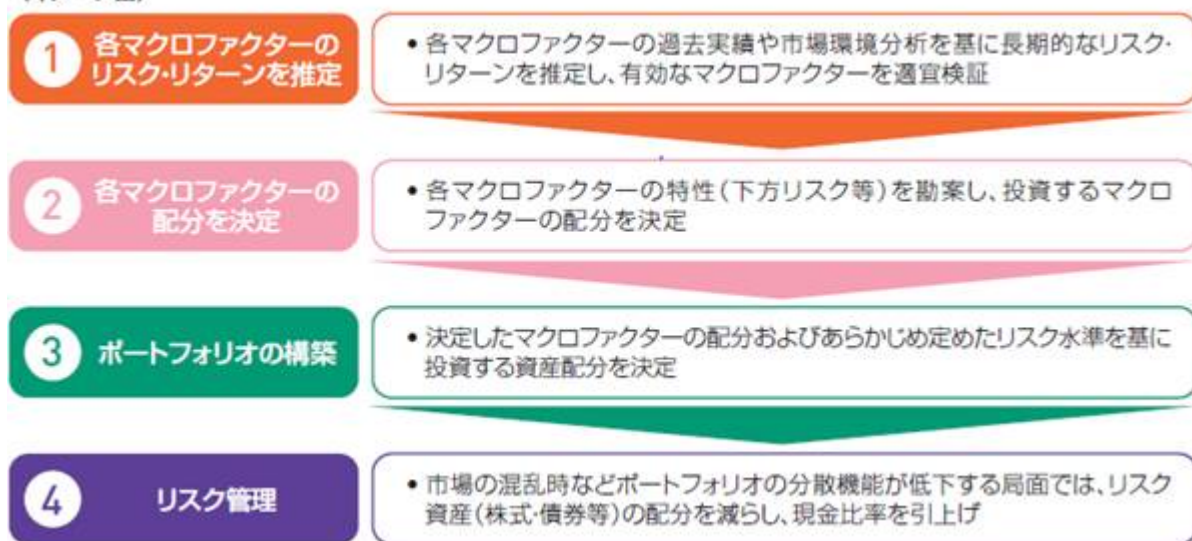 1
各マクロファクターの
リスク・リターンを推定
• 各マクロファクターの過去実績や市場環境分析を基に長期的なリスク・
リターンを推定し、有効なマクロファクターを適宜検証
2
各マクロファクターの
配分を決定
• 各マクロファクターの特性(下方リスク等)を勘案し、投資するマクロ
ファクターの配分を決定
3
ポートフォリオの構築
• 決定したマクロファクターの配分およびあらかじめ定めたリスク水準を基に
投資する資産配分を決定
4
リスク管理
• 市場の混乱時などポートフォリオの分散機能が低下する局面では、リスク
資産(株式・債券等)の配分を減らし、現金比率を引上げ